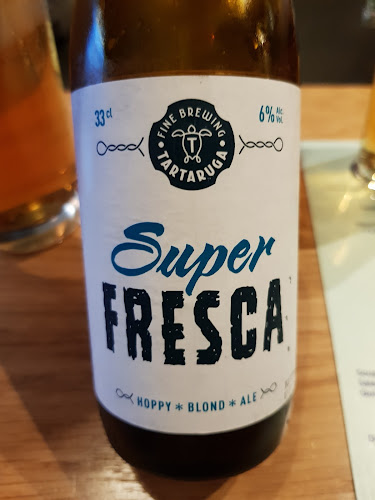 33 cl
FINE BREWING
T
TARTARUGA
6% Alc. Vol.
Super
FRESCA
HOPPY * BLOND * ALE